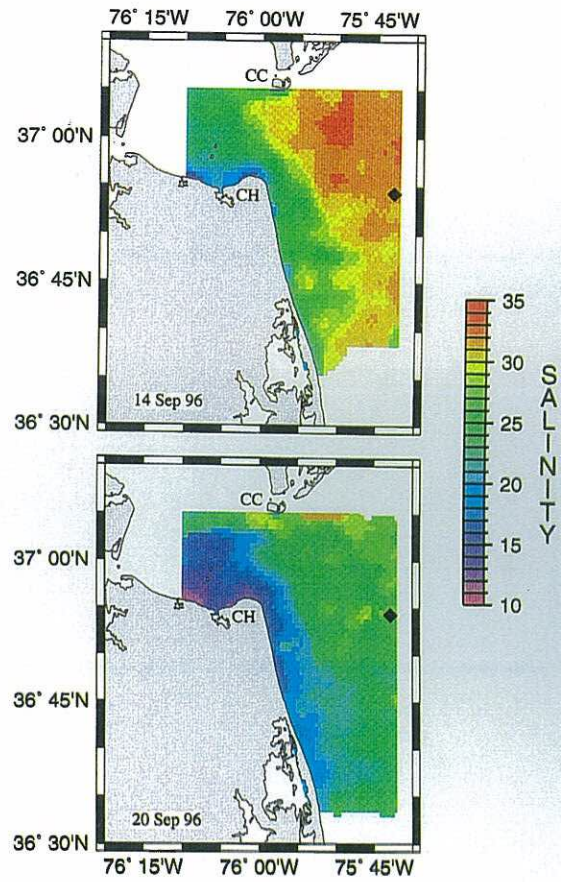 76° 15'W 76° 00'W 75° 45'W
CC
37° 00'N
CH
36° 45'N
36° 30'N
14 Sep 96
35
30
25
20
15
10
SALINITY
CC
37° 00'N
CH
36° 45'N
36° 30'N
20 Sep 96
76° 15'W 76° 00'W 75° 45'W